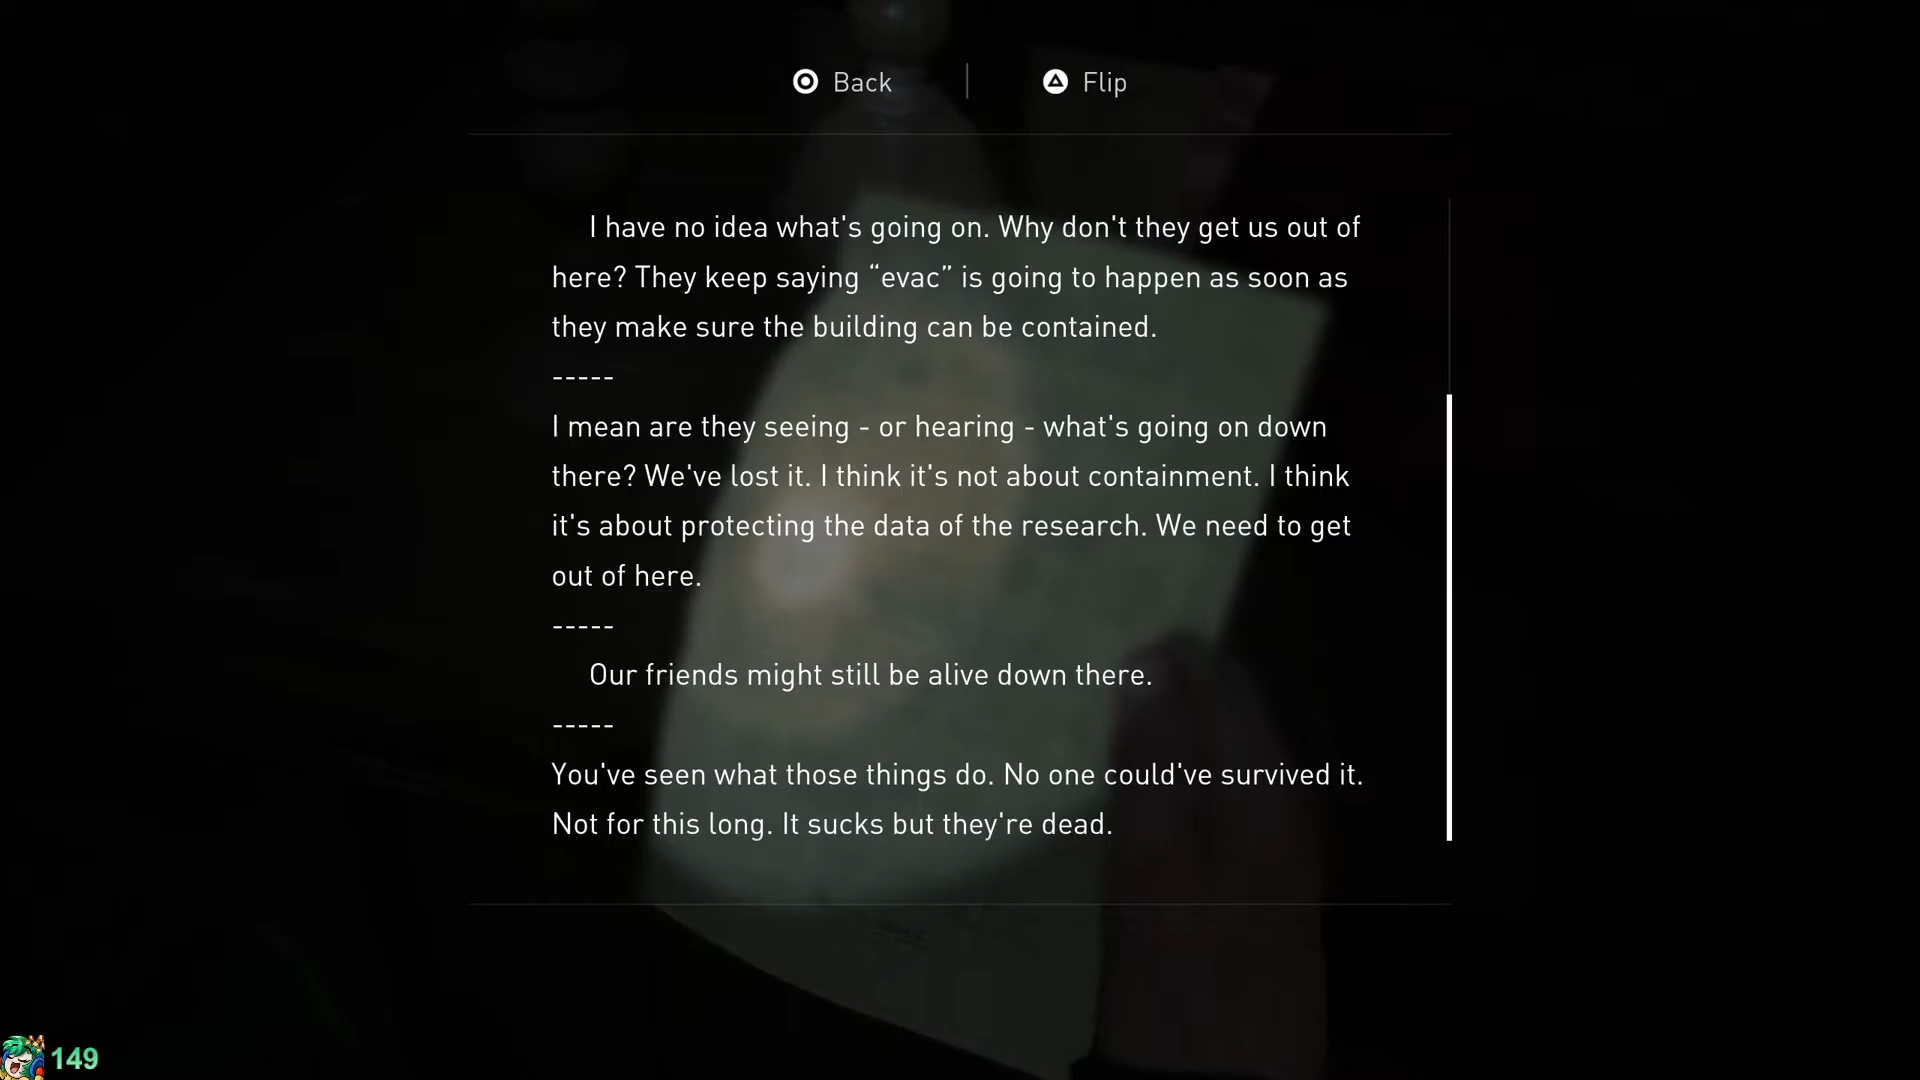 Back | Flip
I have no idea what's going on. Why don't they get us out of
here? They keep saying “evac” is going to happen as soon as
they make sure the building can be contained.
-----
I mean are they seeing - or hearing - what's going on down
there? We've lost it. I think it's not about containment. I think
it's about protecting the data of the research. We need to get
out of here.
-----
Our friends might still be alive down there.
-----
You've seen what those things do. No one could've survived it.
Not for this long. It sucks but they're dead.
149